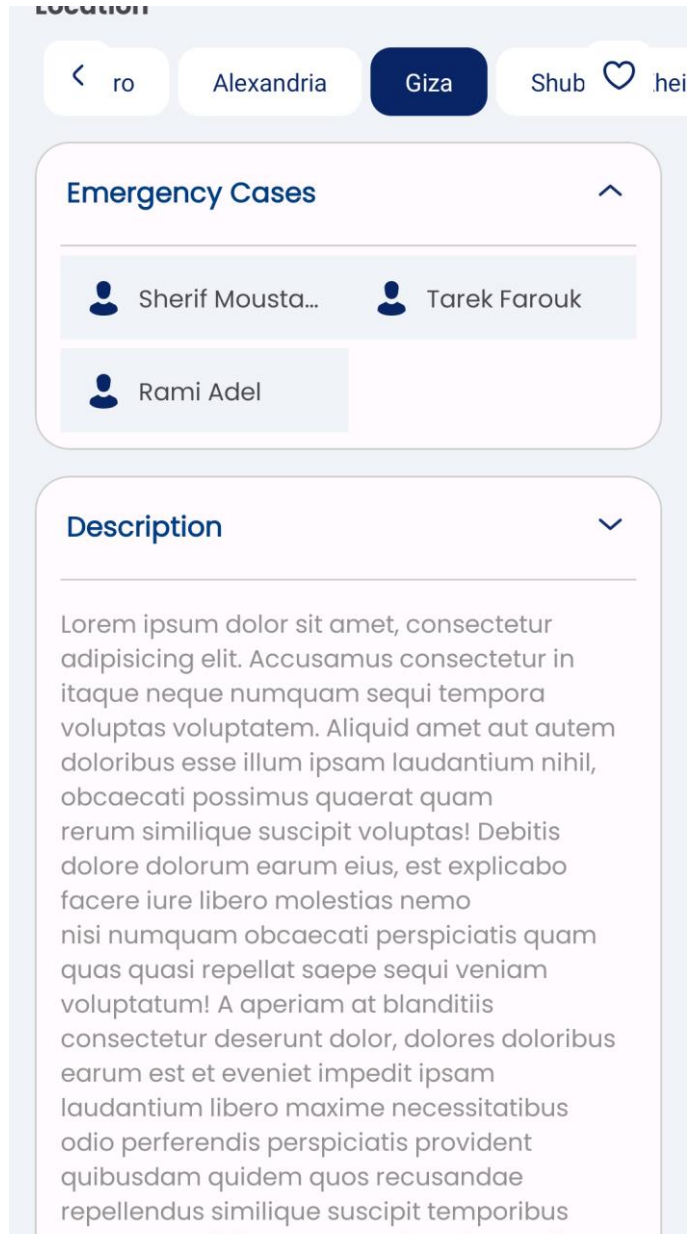 Location
ro Alexandria Giza Shub hei
Emergency Cases
Sherif Mousta... Tarek Farouk
Rami Adel
Description
Lorem ipsum dolor sit amet, consectetur
adipisicing elit. Accusamus consectetur in
itaque neque numquam sequi tempora
voluptas voluptatem. Aliquid amet aut autem
doloribus esse illum ipsam laudantium nihil,
obcaecati possimus quaerat quam
rerum similique suscipit voluptas! Debitis
dolore dolorum earum eius, est explicabo
facere iure libero molestias nemo
nisi numquam obcaecati perspiciatis quam
quas quasi repellat saepe sequi veniam
voluptatum! A aperiam at blanditiis
consectetur deserunt dolor, dolores doloribus
earum est et eveniet impedit ipsam
laudantium libero maxime necessitatibus
odio perferendis perspiciatis provident
quibusdam quidem quos recusandae
repellendus similique suscipit temporibus